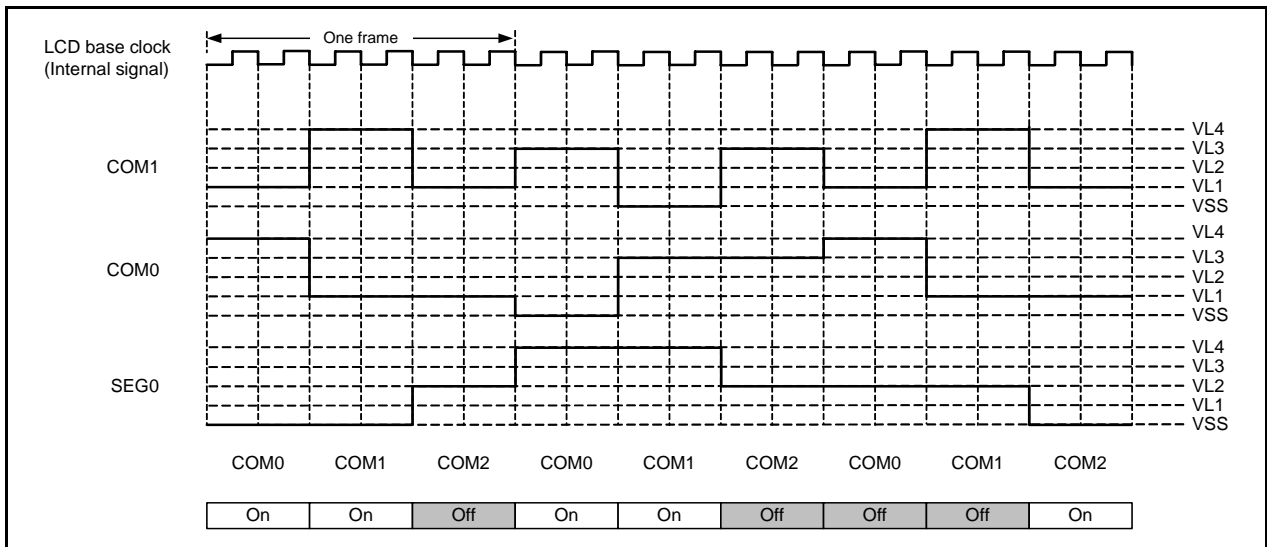 One frame
LCD base clock
(Internal signal)
VL4
VL3
COM1
VL2
VL1
VSS
VL4
VL3
COM0
VL2
VL1
VSS
VL4
VL3
SEG0
VL2
VL1
VSS
COM0 COM1 COM2 COM0 COM1 COM2 COM0 COM1 COM2
On On Off On On Off Off Off On